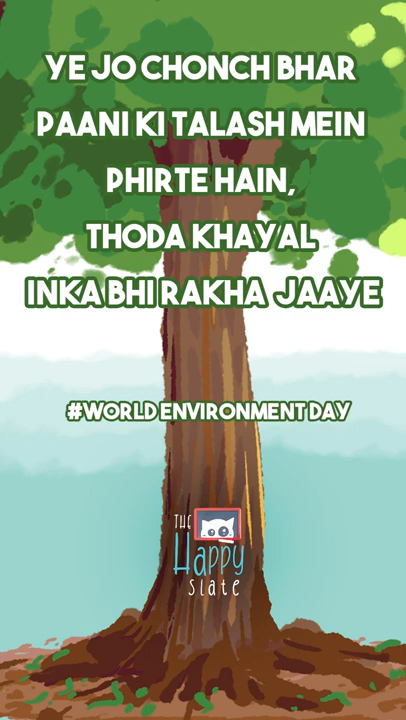 YE JO CHONCH BHAR
PAANI KI TALASH MEIN
PHIRTE HAIN,
THODA KHAYAL
INKA BHI RAKHA JAAYE
#WORLD ENVIRONMENT DAY
THE
Happy
Slate